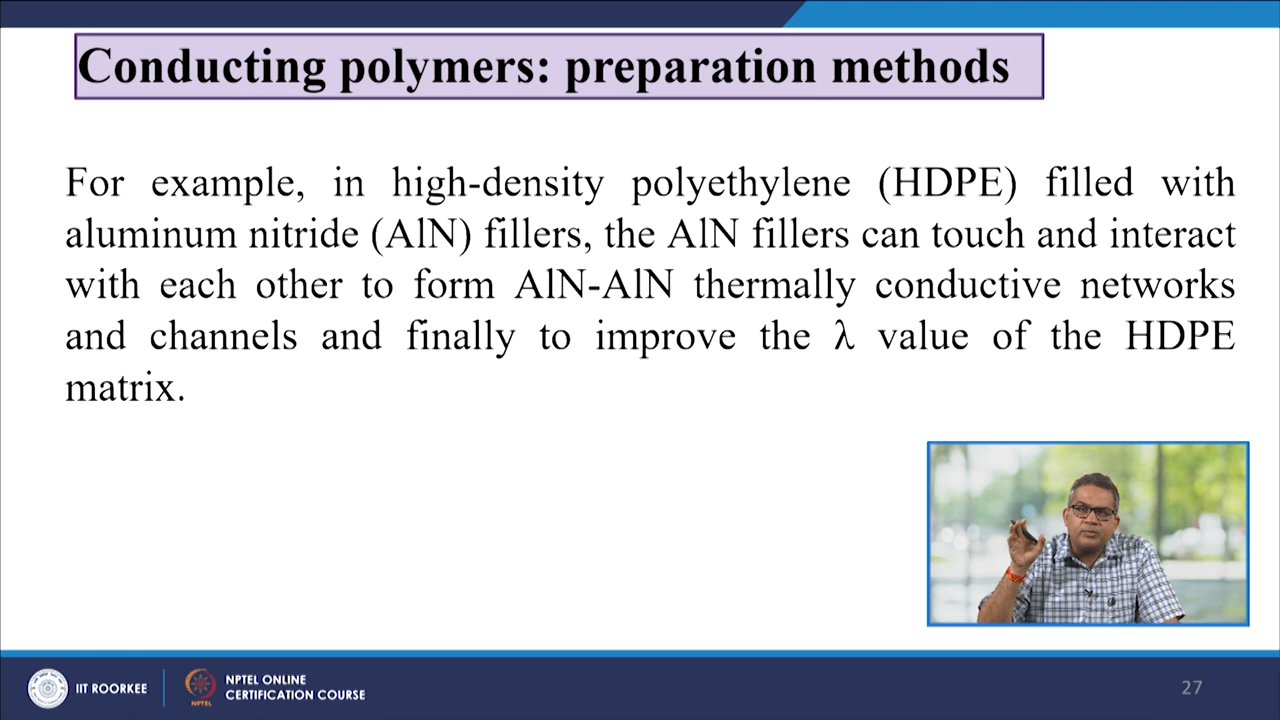 Conducting polymers: preparation methods
For example, in high-density polyethylene (HDPE) filled with
aluminum nitride (AlN) fillers, the AlN fillers can touch and interact
with each other to form AlN-AlN thermally conductive networks
and channels and finally to improve the λ value of the HDPE
matrix.
IIT ROORKEE
NPTEL
NPTEL ONLINE
CERTIFICATION COURSE
27